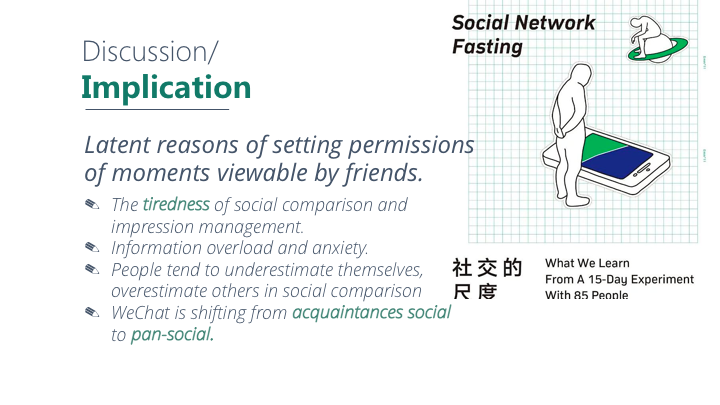 Discussion/
Implication
Latent reasons of setting permissions
of moments viewable by friends.
The tiredness of social comparison and
impression management.
Information overload and anxiety.
People tend to underestimate themselves,
overestimate others in social comparison
WeChat is shifting from acquaintances social
to pan-social.
Social Network
Fasting
社交的
尺度
What We Learn
From A 15-Day Experiment
With 85 People